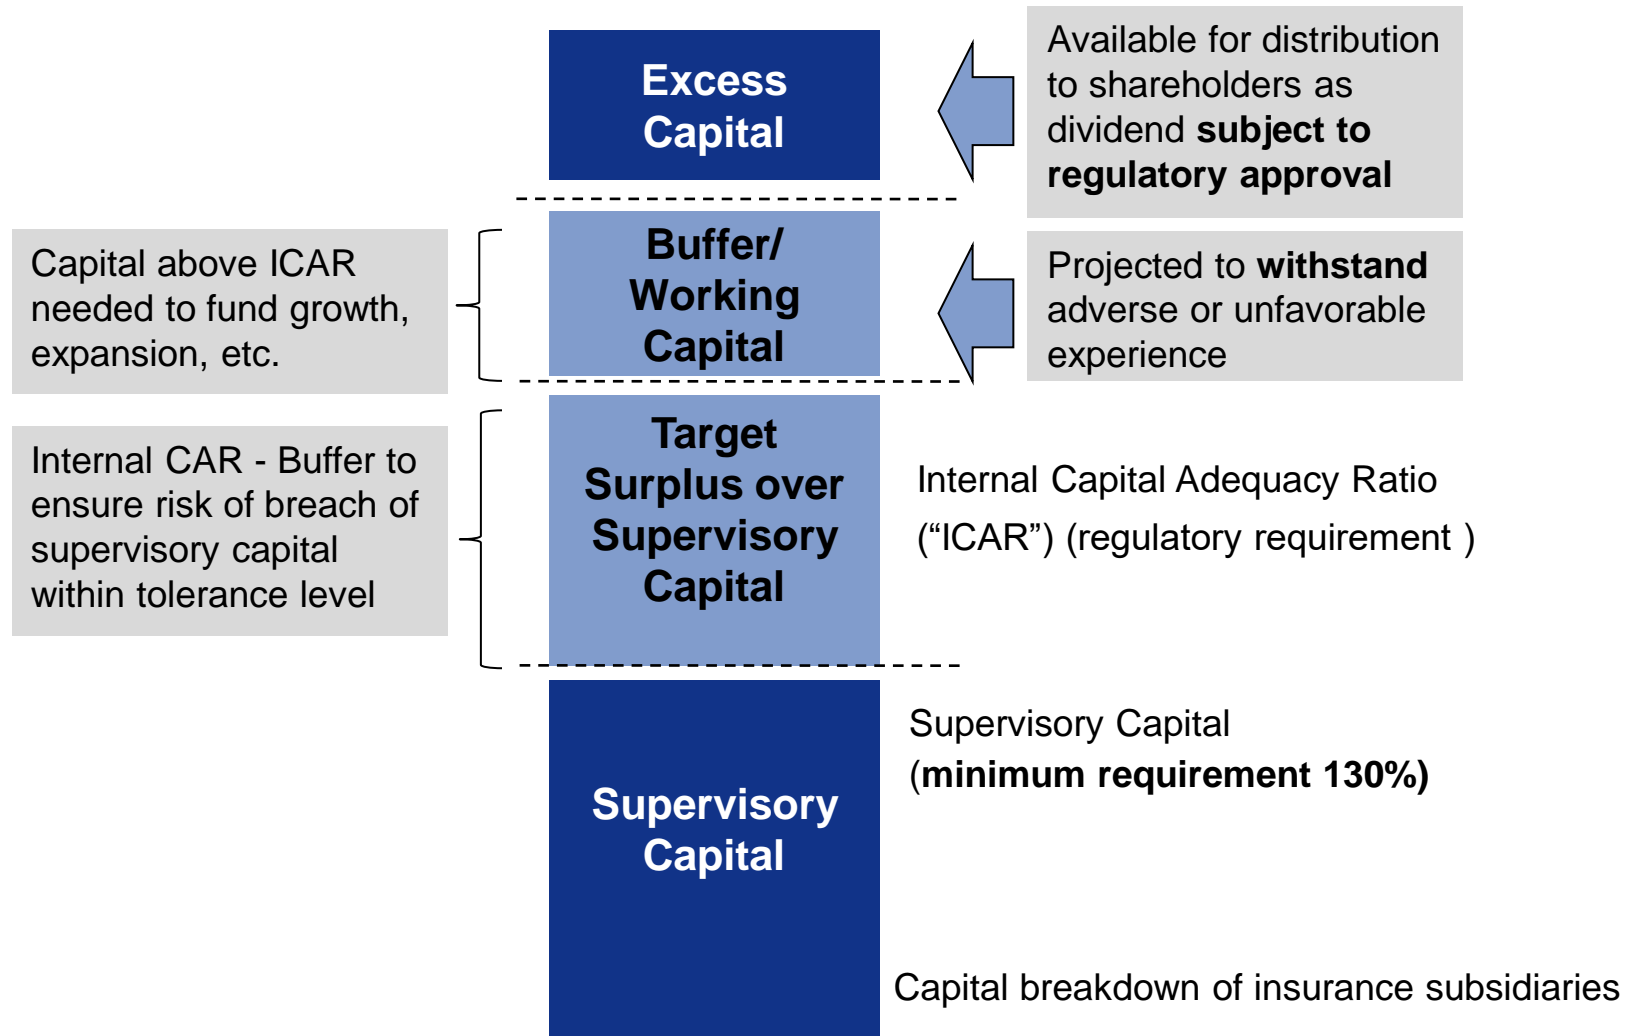 Excess
Capital
Available for distribution
to shareholders as
dividend subject to
regulatory approval
Capital above ICAR
needed to fund growth,
expansion, etc.
Buffer/
Working
Capital
Projected to withstand
adverse or unfavorable
experience
Internal CAR - Buffer to
ensure risk of breach of
supervisory capital
within tolerance level
Target
Surplus over
Supervisory
Capital
Internal Capital Adequacy Ratio
(“ICAR”) (regulatory requirement )
Supervisory
Capital
Supervisory Capital
(minimum requirement 130%)
Capital breakdown of insurance subsidiaries